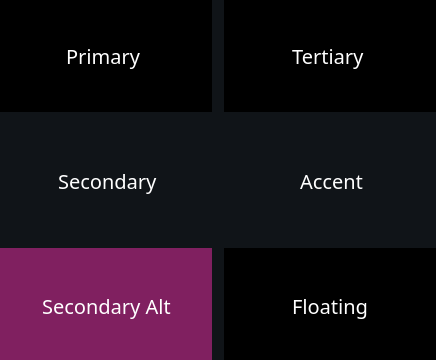 Primary
Tertiary
Secondary
Accent
Secondary Alt
Floating